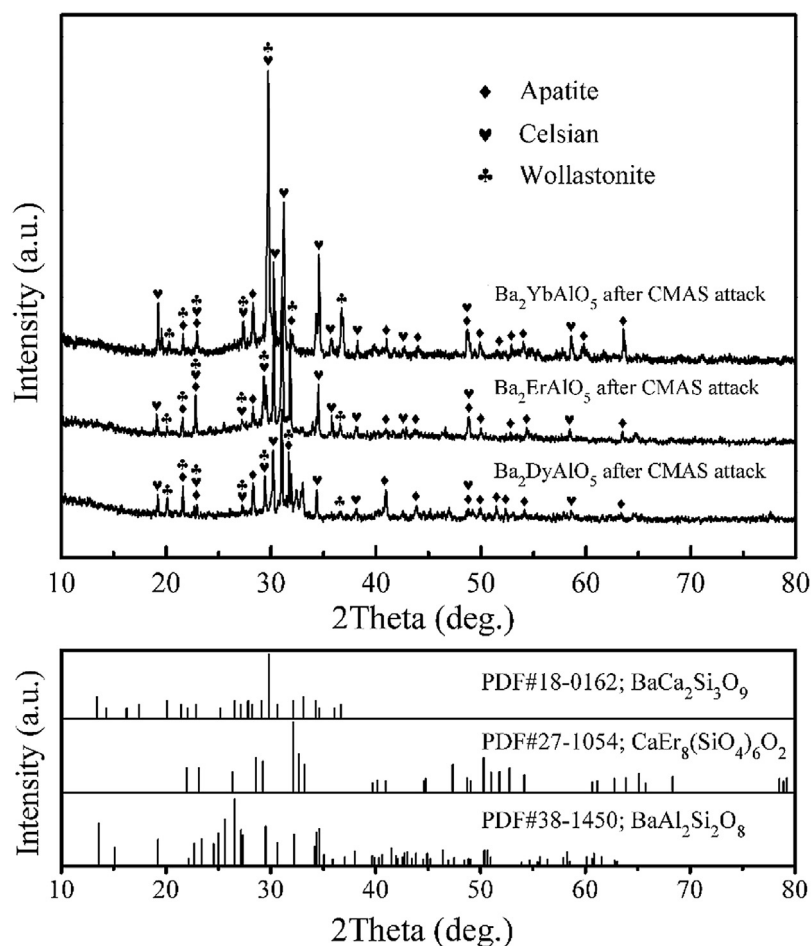 Apatite
Celsian
Wollastonite
Intensity (a.u.)
Ba₂YbAlO₅ after CMAS attack
Ba₂ErAlO₅ after CMAS attack
Ba₂DyAlO₅ after CMAS attack
10 20 30 40 50 60 70 80
2Theta (deg.)
Intensity (a.u.)
PDF#18-0162; BaCa₂Si₃O₉
PDF#27-1054; CaEr₈(SiO₄)₆O₂
PDF#38-1450; BaAl₂Si₂O₈
10 20 30 40 50 60 70 80
2Theta (deg.)